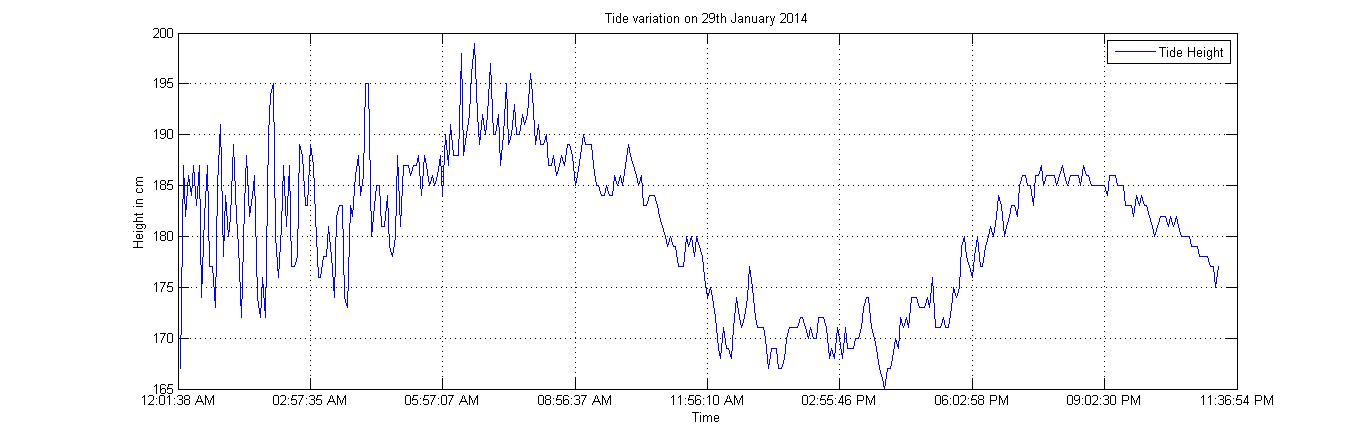 Tide variation on 29th January 2014
Tide Height
Height in cm
200
195
190
185
180
175
170
165
12:01:38 AM 02:57:35 AM 05:57:07 AM 08:56:37 AM 11:56:10 AM 02:55:46 PM 06:02:58 PM 09:02:30 PM 11:36:54 PM
Time